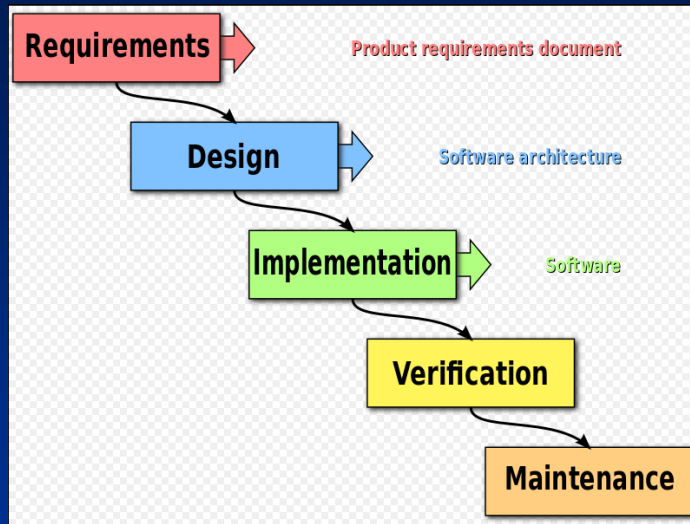 Requirements
Product requirements document
Design
Software architecture
Implementation
Software
Verification
Maintenance